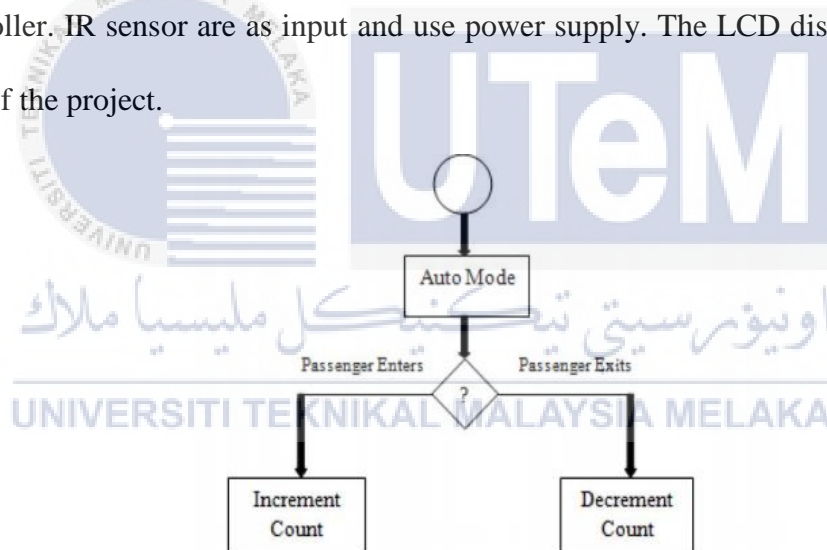 oller. IR sensor are as input and use power supply. The LCD dis
f the project.
UTeM
Auto Mode
اونيۏرسيتي تيكنيكل مليسيا ملاك
Passenger Enters
Passenger Exits
?
UNIVERSITI TEKNIKAL MALAYSIA MELAKA
Increment
Count
Decrement
Count